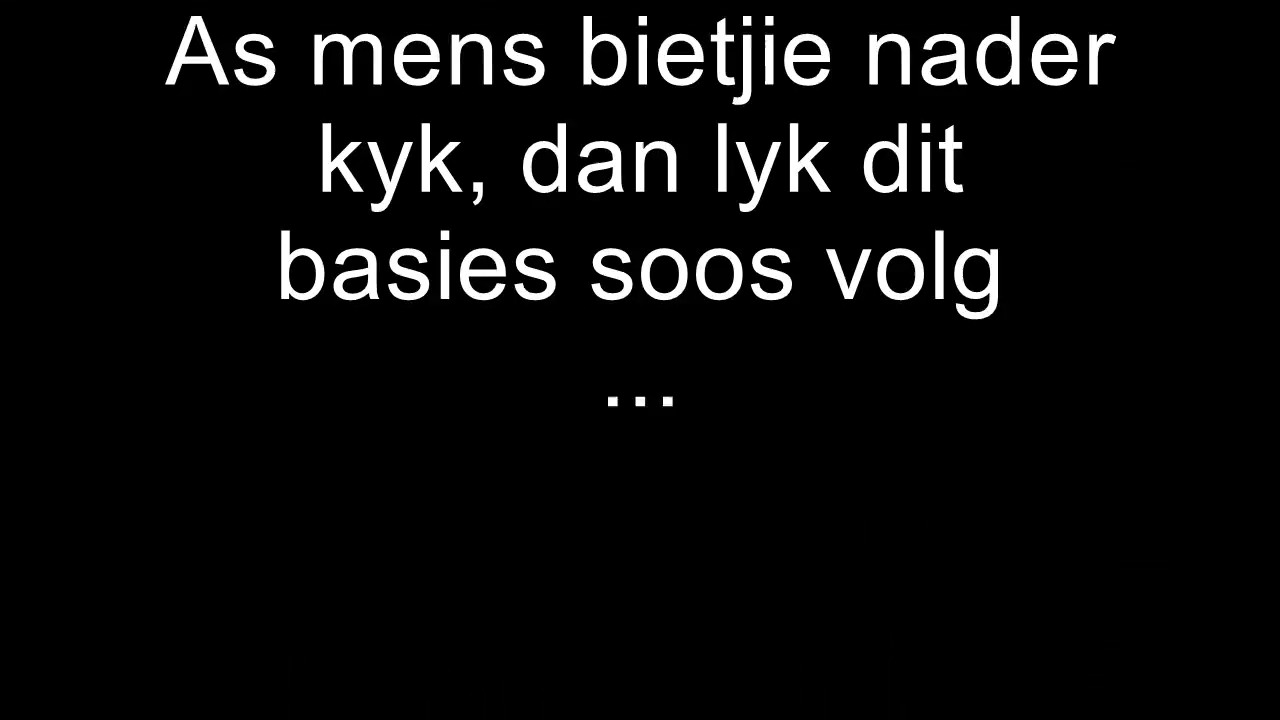 As mens bietjie nader
kyk, dan lyk dit
basies soos volg
...